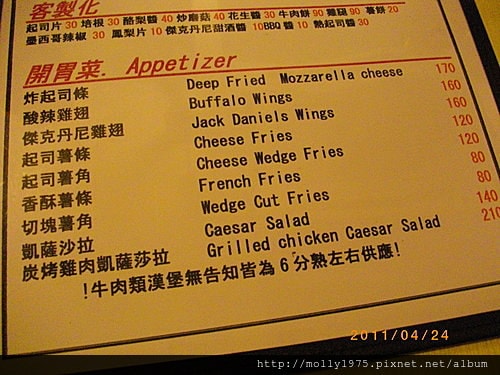 客製化
起司片 30 培根 30 酪梨醬 40 炒磨菇 40 花生醬 30 牛肉餅 90 雞腿 90 薯餅 20
墨西哥辣椒 30 鳳梨片 10 傑克丹尼甜酒醬 10 BBQ醬 10 熱起司醬 30
開胃菜. Appetizer
炸起司條 Deep Fried Mozzarella cheese 170
酸辣雞翅 Buffalo Wings 160
傑克丹尼雞翅 Jack Daniels Wings 160
起司薯條 Cheese Fries 120
起司薯角 Cheese Wedge Fries 120
香酥薯條 French Fries 80
切塊薯角 Wedge Cut Fries 80
凱薩沙拉 Caesar Salad 140
炭烤雞肉凱薩莎拉 Grilled chicken Caesar Salad 210
!牛肉類漢堡無告知皆為 6 分熟左右供應!
2011/04/24
http://molly1975.pixnet.net/album